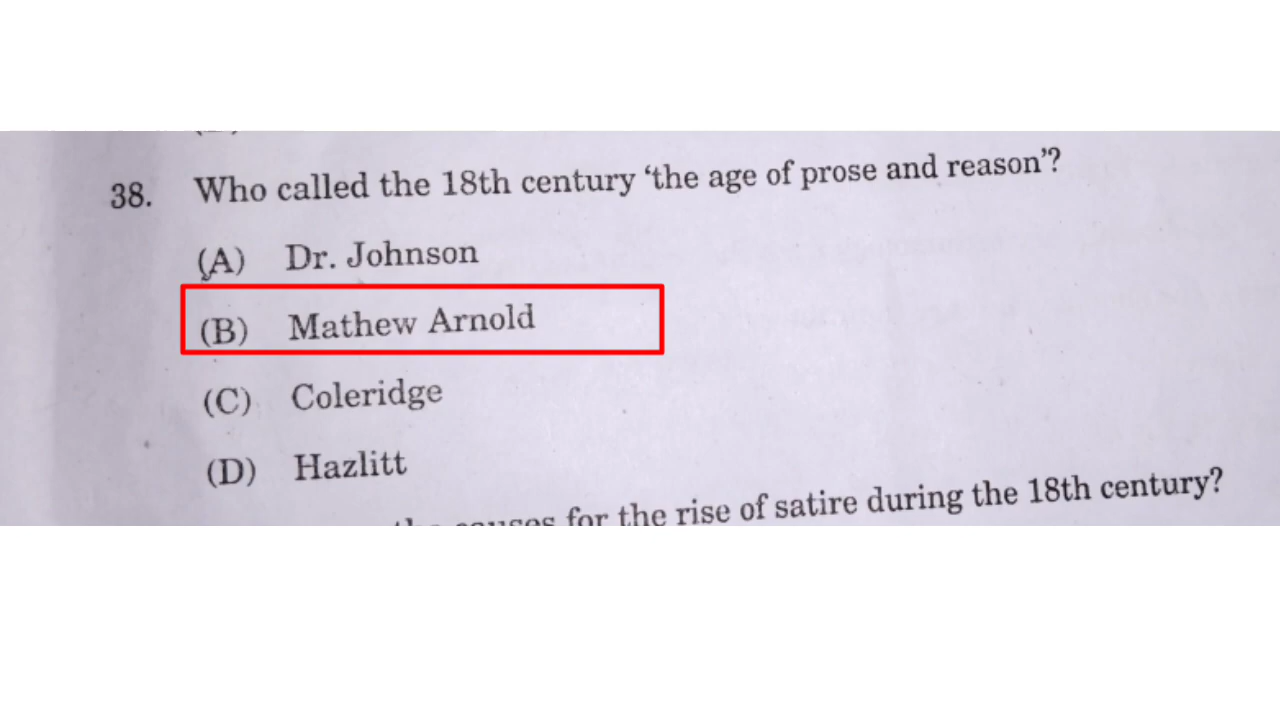 38. Who called the 18th century ‘the age of prose and reason’?
(A) Dr. Johnson
(B) Mathew Arnold
(C) Coleridge
(D) Hazlitt
for the rise of satire during the 18th century?